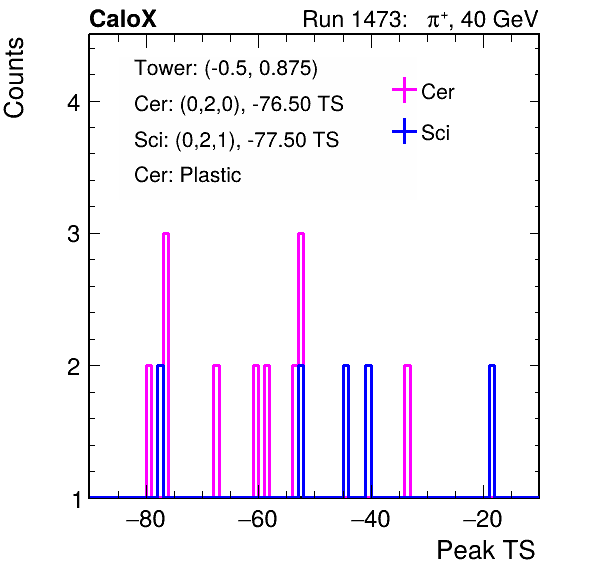 CaloX Run 1473: π⁺, 40 GeV
Counts
Tower: (-0.5, 0.875)
Cer: (0,2,0), -76.50 TS
Sci: (0,2,1), -77.50 TS
Cer: Plastic
Cer
Sci
4
3
2
1
−80 −60 −40 −20
Peak TS